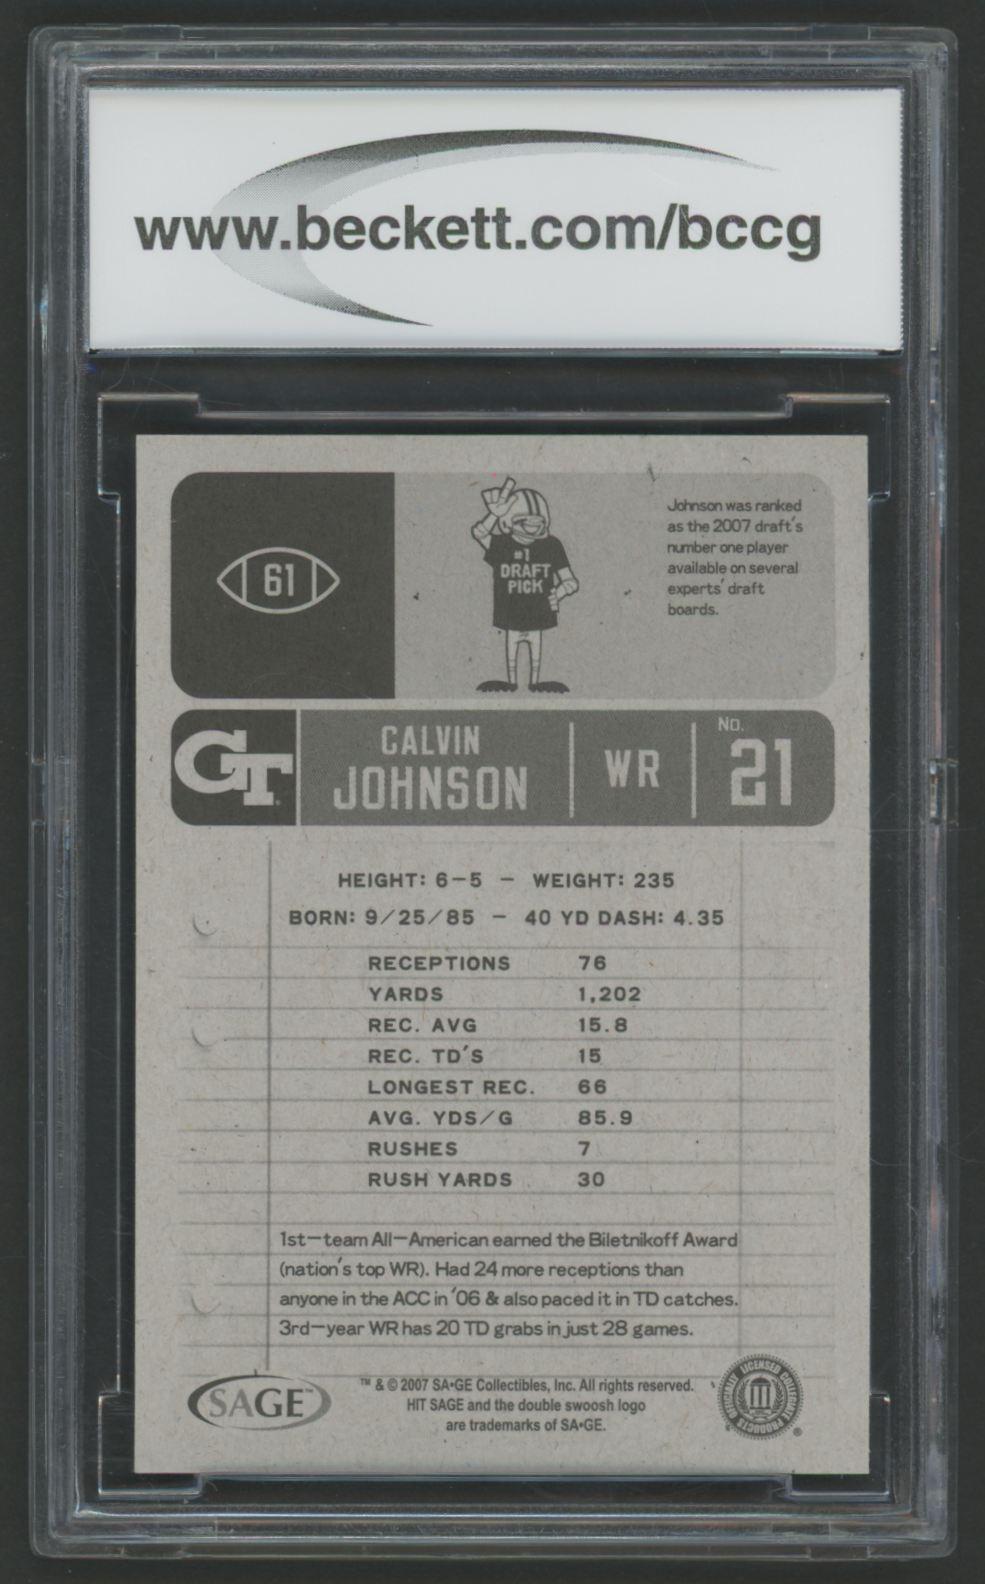 www.beckett.com/bccg
61
#1
DRAFT
PICK
Johnson was ranked
as the 2007 draft's
number one player
available on several
experts' draft
boards.
GT
CALVIN
JOHNSON
WR
No.
21
HEIGHT: 6-5 - WEIGHT: 235
BORN: 9/25/85 - 40 YD DASH: 4.35
RECEPTIONS 76
YARDS 1,202
REC. AVG 15.8
REC. TD'S 15
LONGEST REC. 66
AVG. YDS/G 85.9
RUSHES 7
RUSH YARDS 30
1st-team All-American earned the Biletnikoff Award
(nation's top WR). Had 24 more receptions than
anyone in the ACC in '06 & also paced it in TD catches.
3rd-year WR has 20 TD grabs in just 28 games.
SAGE™
™ & © 2007 SA•GE Collectibles, Inc. All rights reserved.
HIT SAGE and the double swoosh logo
are trademarks of SA•GE.
OFFICIALLY LICENSED COLLEGIATE PRODUCTS
®